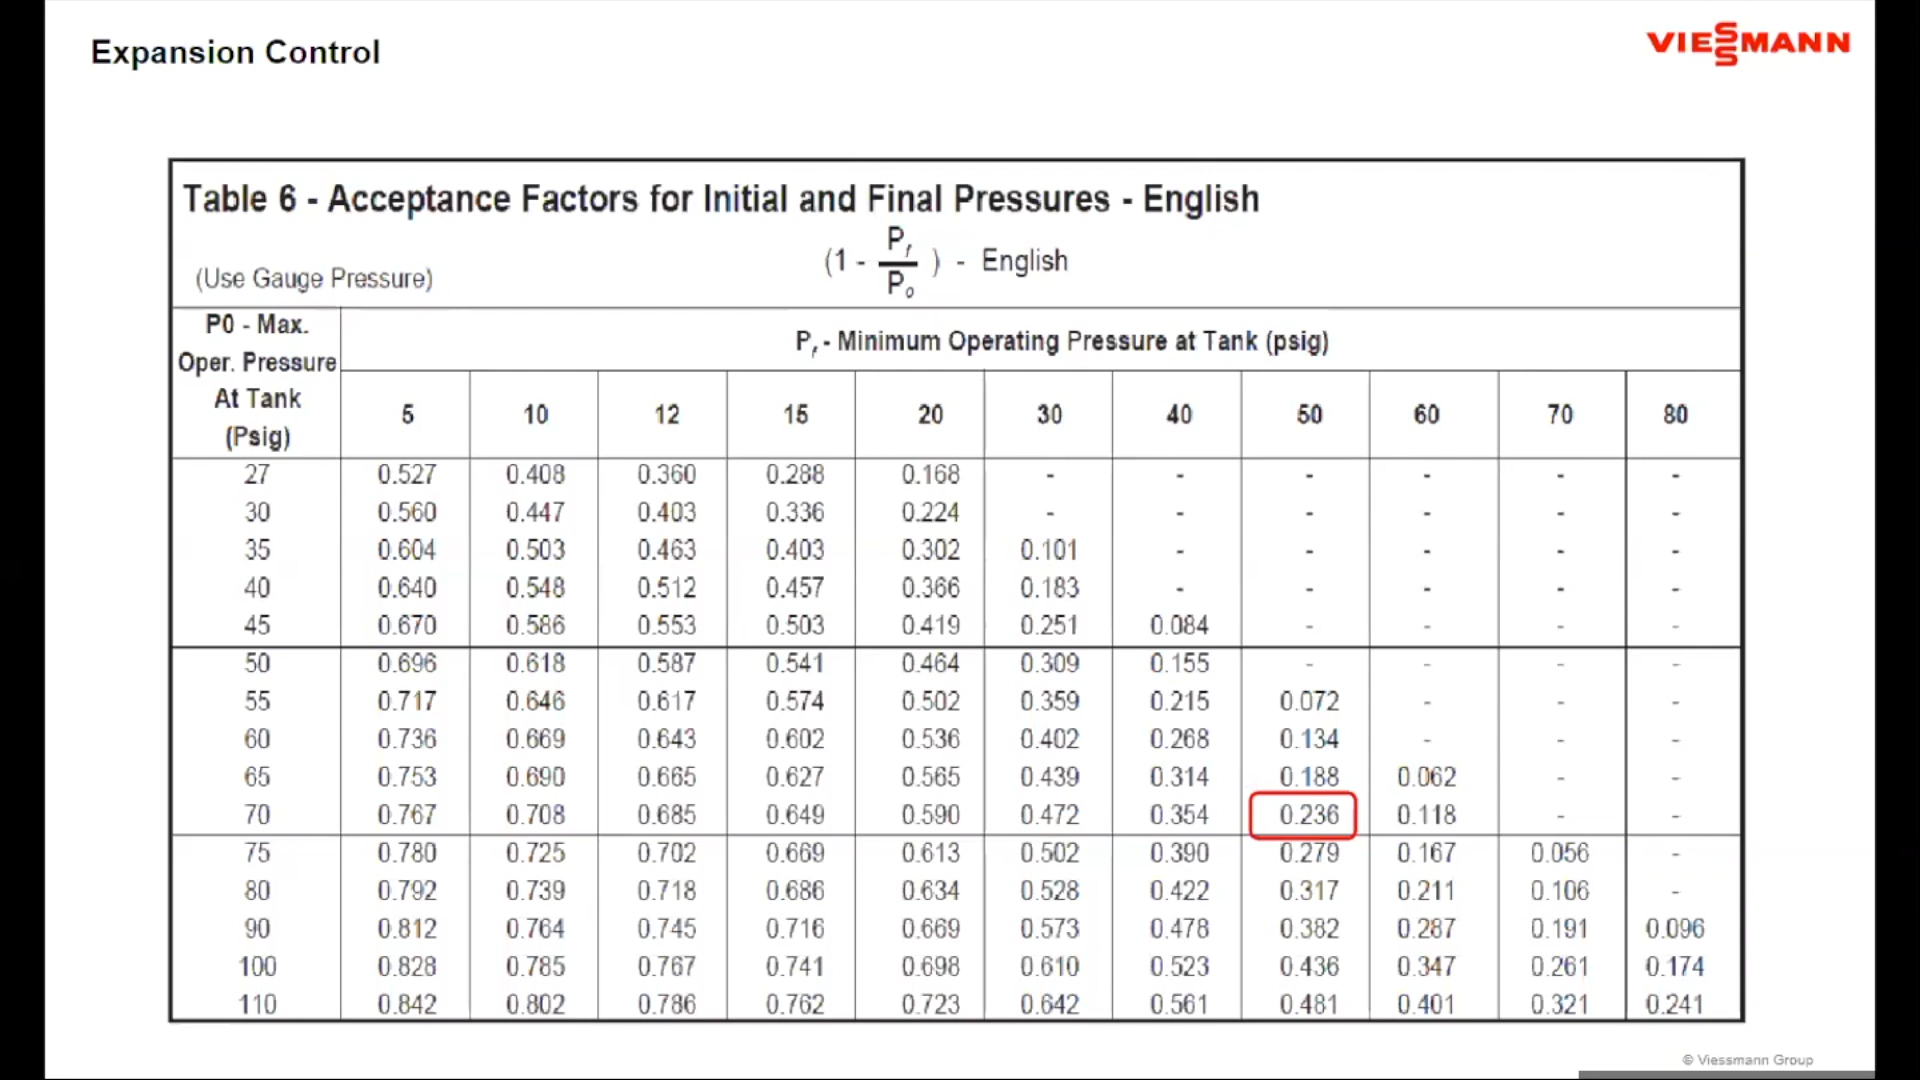 Expansion Control
VIESSMANN
Table 6 - Acceptance Factors for Initial and Final Pressures - English
(Use Gauge Pressure)
(1 - Pf / Po ) - English
P0 - Max.
Oper. Pressure
At Tank
(Psig)
Pf - Minimum Operating Pressure at Tank (psig)
5 10 12 15 20 30 40 50 60 70 80
27 0.527 0.408 0.360 0.288 0.168 - - - - - -
30 0.560 0.447 0.403 0.336 0.224 - - - - - -
35 0.604 0.503 0.463 0.403 0.302 0.101 - - - - -
40 0.640 0.548 0.512 0.457 0.366 0.183 - - - - -
45 0.670 0.586 0.553 0.503 0.419 0.251 0.084 - - - -
50 0.696 0.618 0.587 0.541 0.464 0.309 0.155 - - - -
55 0.717 0.646 0.617 0.574 0.502 0.359 0.215 0.072 - - -
60 0.736 0.669 0.643 0.602 0.536 0.402 0.268 0.134 - - -
65 0.753 0.690 0.665 0.627 0.565 0.439 0.314 0.188 0.062 - -
70 0.767 0.708 0.685 0.649 0.590 0.472 0.354 0.236 0.118 - -
75 0.780 0.725 0.702 0.669 0.613 0.502 0.390 0.279 0.167 0.056 -
80 0.792 0.739 0.718 0.686 0.634 0.528 0.422 0.317 0.211 0.106 -
90 0.812 0.764 0.745 0.716 0.669 0.573 0.478 0.382 0.287 0.191 0.096
100 0.828 0.785 0.767 0.741 0.698 0.610 0.523 0.436 0.347 0.261 0.174
110 0.842 0.802 0.786 0.762 0.723 0.642 0.561 0.481 0.401 0.321 0.241
© Viessmann Group